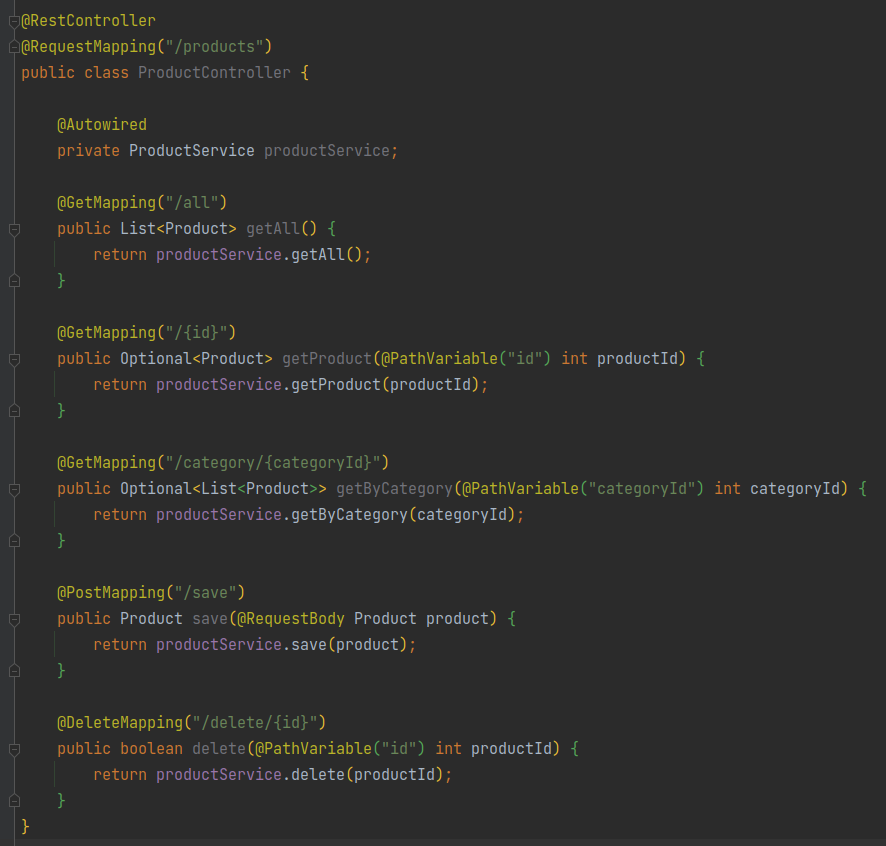 @RestController
@RequestMapping("/products")
public class ProductController {
@Autowired
private ProductService productService;
@GetMapping("/all")
public List<Product> getAll() {
return productService.getAll();
}
@GetMapping("/{id}")
public Optional<Product> getProduct(@PathVariable("id") int productId) {
return productService.getProduct(productId);
}
@GetMapping("/category/{categoryId}")
public Optional<List<Product>> getByCategory(@PathVariable("categoryId") int categoryId) {
return productService.getByCategory(categoryId);
}
@PostMapping("/save")
public Product save(@RequestBody Product product) {
return productService.save(product);
}
@DeleteMapping("/delete/{id}")
public boolean delete(@PathVariable("id") int productId) {
return productService.delete(productId);
}
}